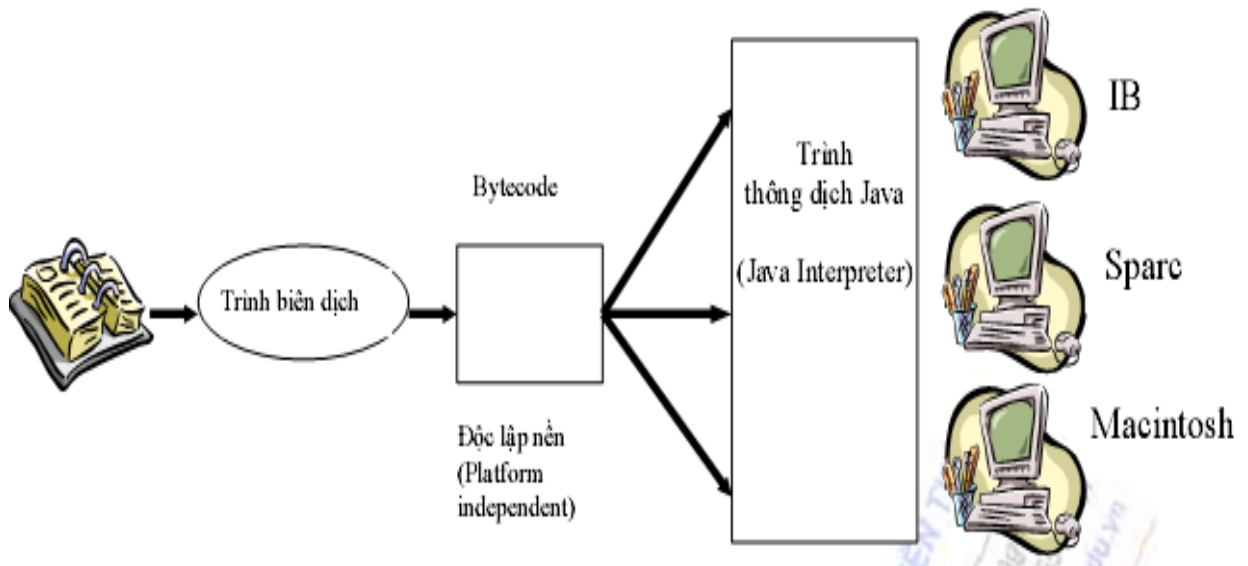 Trình biên dịch
Bytecode
Độc lập nền
(Platform
independent)
Trình
thông dịch Java
(Java Interpreter)
IB
Sparc
Macintosh